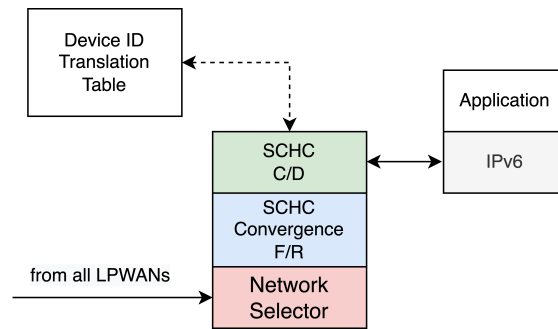 Device ID
Translation
Table
Application
IPv6
SCHC
C/D
SCHC
Convergence
F/R
Network
Selector
from all LPWANs